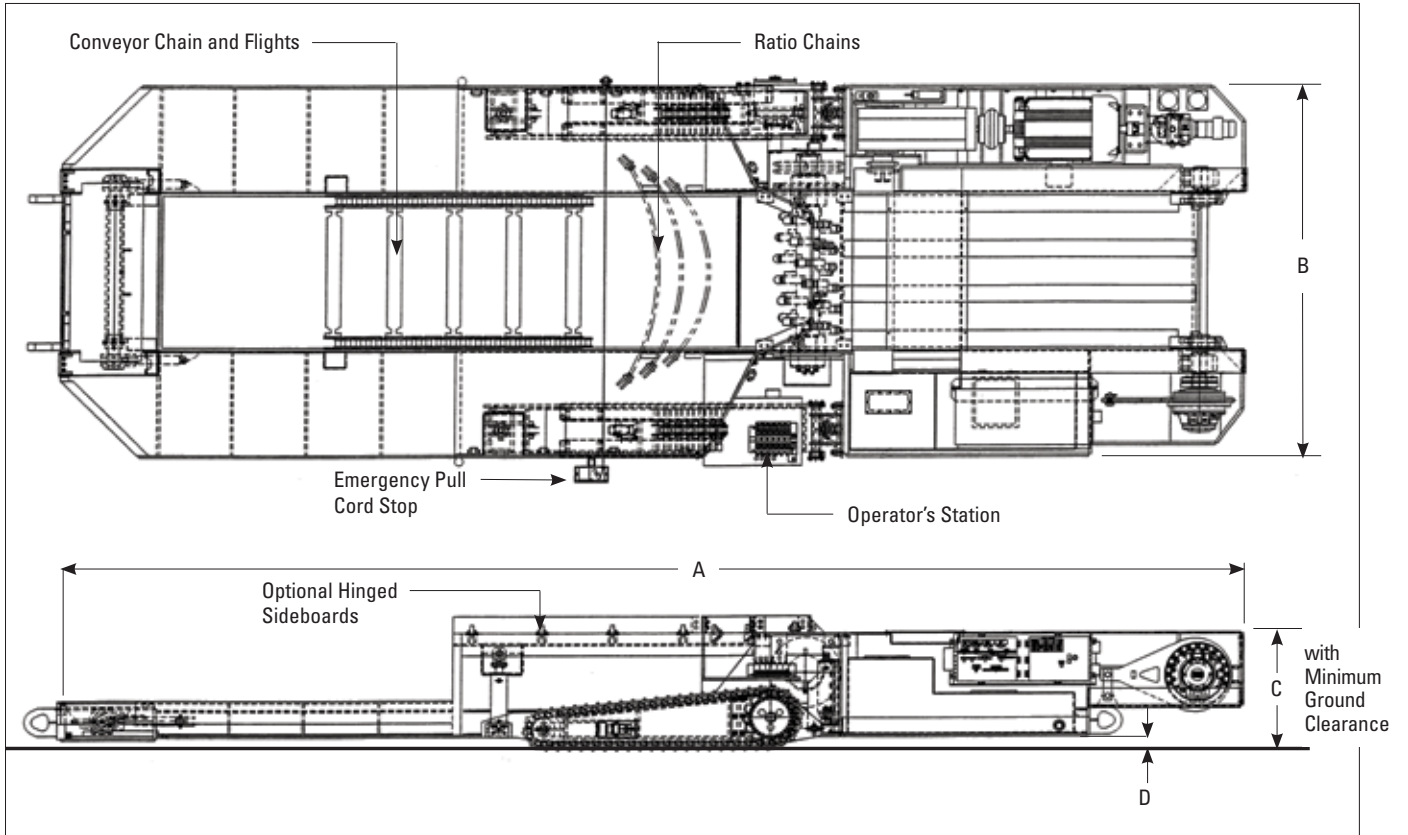 Conveyor Chain and Flights
Ratio Chains
B
Emergency Pull
Cord Stop
Operator's Station
A
Optional Hinged
Sideboards
C
with
Minimum
Ground
Clearance
D